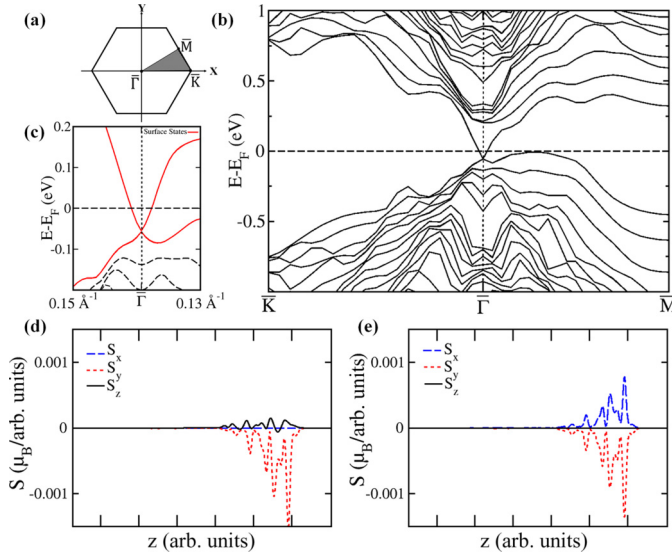 (a)
Y
M̅
Γ̅
K̅
X
(b)
1
0.5
0
-0.5
E-E_F (eV)
K̅
Γ̅
M̅
(c)
Surface States
0.2
0.1
0
-0.1
E-E_F (eV)
0.15 Å⁻¹
Γ̅
0.13 Å⁻¹
(d)
S_x
S_y
S_z
0.001
0
-0.001
S (μ_B/arb. units)
z (arb. units)
(e)
S_x
S_y
S_z
0.001
0
-0.001
S (μ_B/arb. units)
z (arb. units)